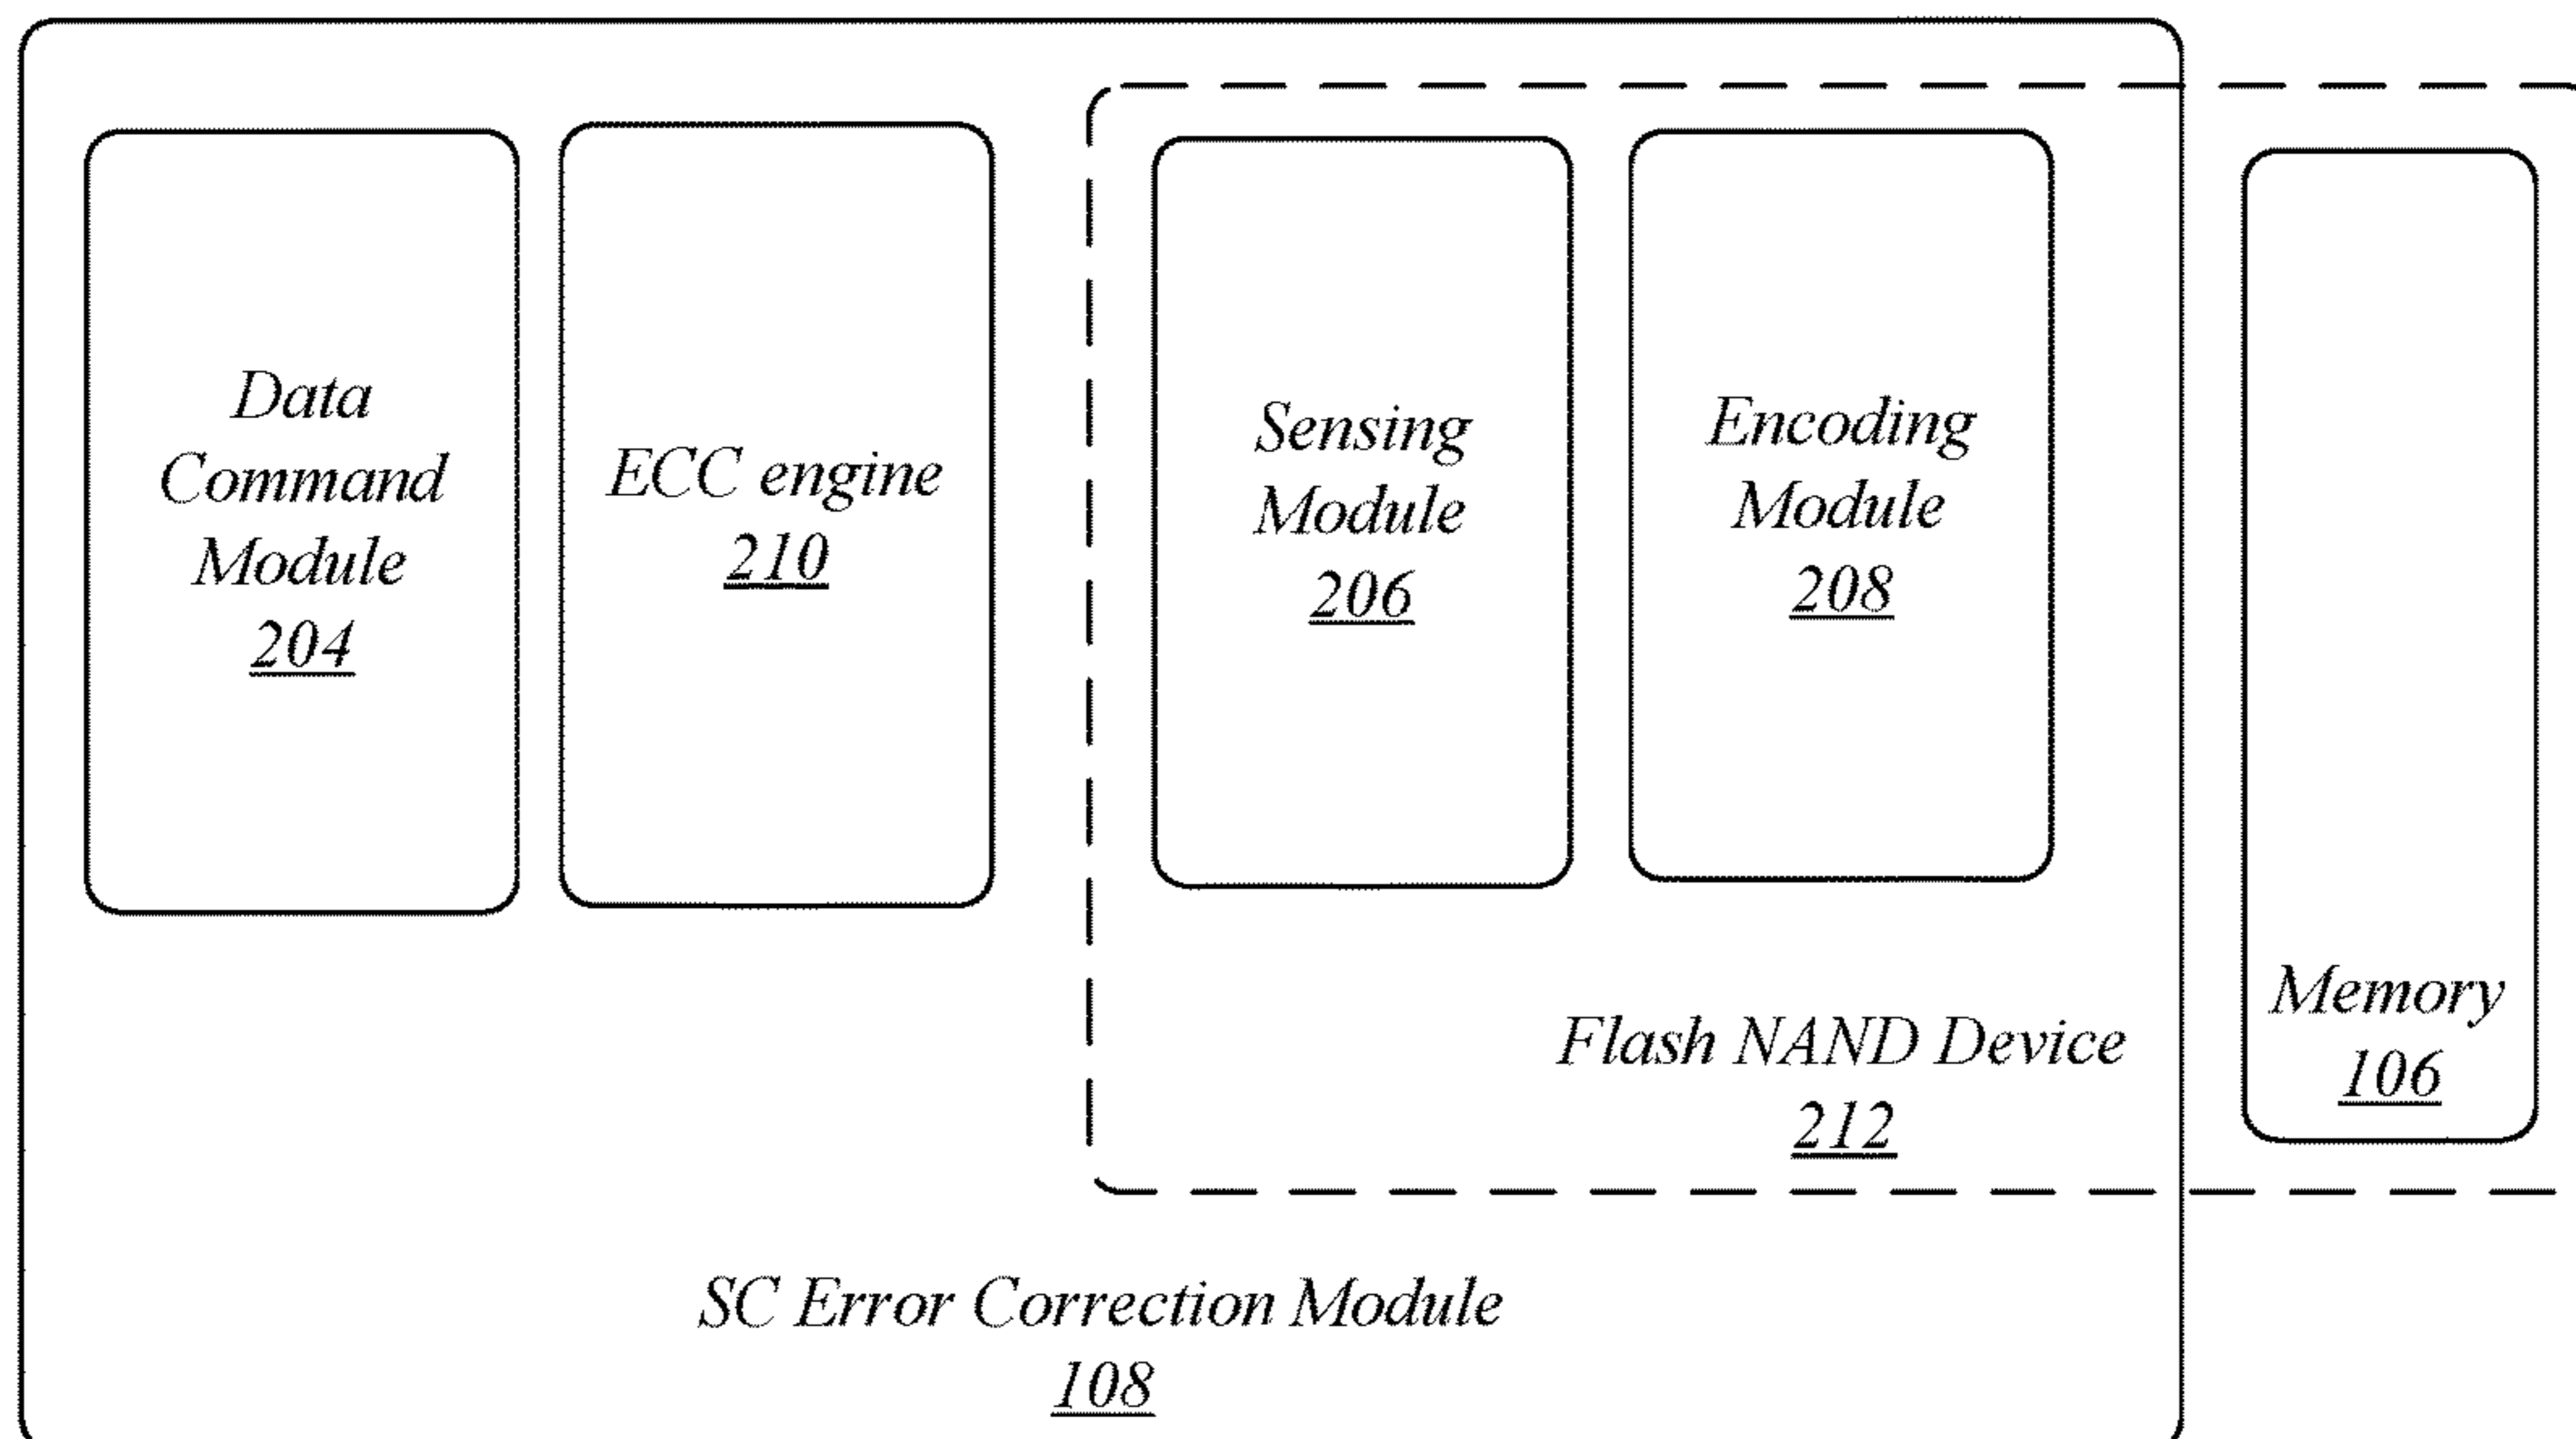 Data
Command
Module
204
ECC engine
210
Sensing
Module
206
Encoding
Module
208
Memory
106
Flash NAND Device
212
SC Error Correction Module
108